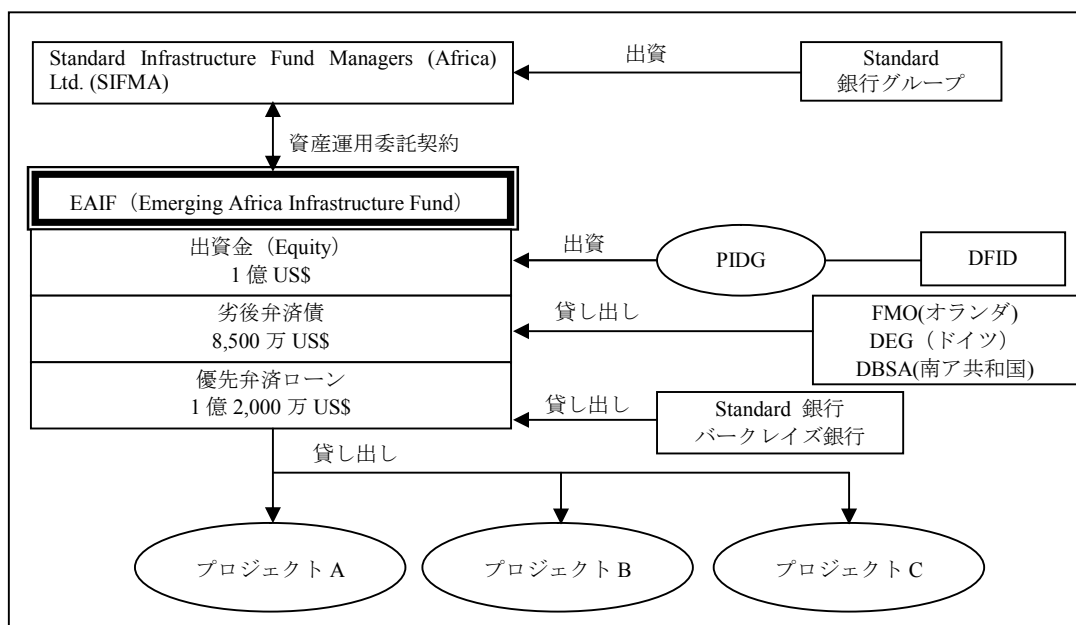 Standard Infrastructure Fund Managers (Africa)
Ltd. (SIFMA)
出資
Standard
銀行グループ
資産運用委託契約
EAIF（Emerging Africa Infrastructure Fund）
出資金（Equity）
1 億 US$
出資
PIDG
DFID
劣後弁済債
8,500 万 US$
貸し出し
FMO(オランダ)
DEG（ドイツ）
DBSA(南ア共和国)
優先弁済ローン
1 億 2,000 万 US$
貸し出し
Standard 銀行
バークレイズ銀行
貸し出し
プロジェクト A
プロジェクト B
プロジェクト C